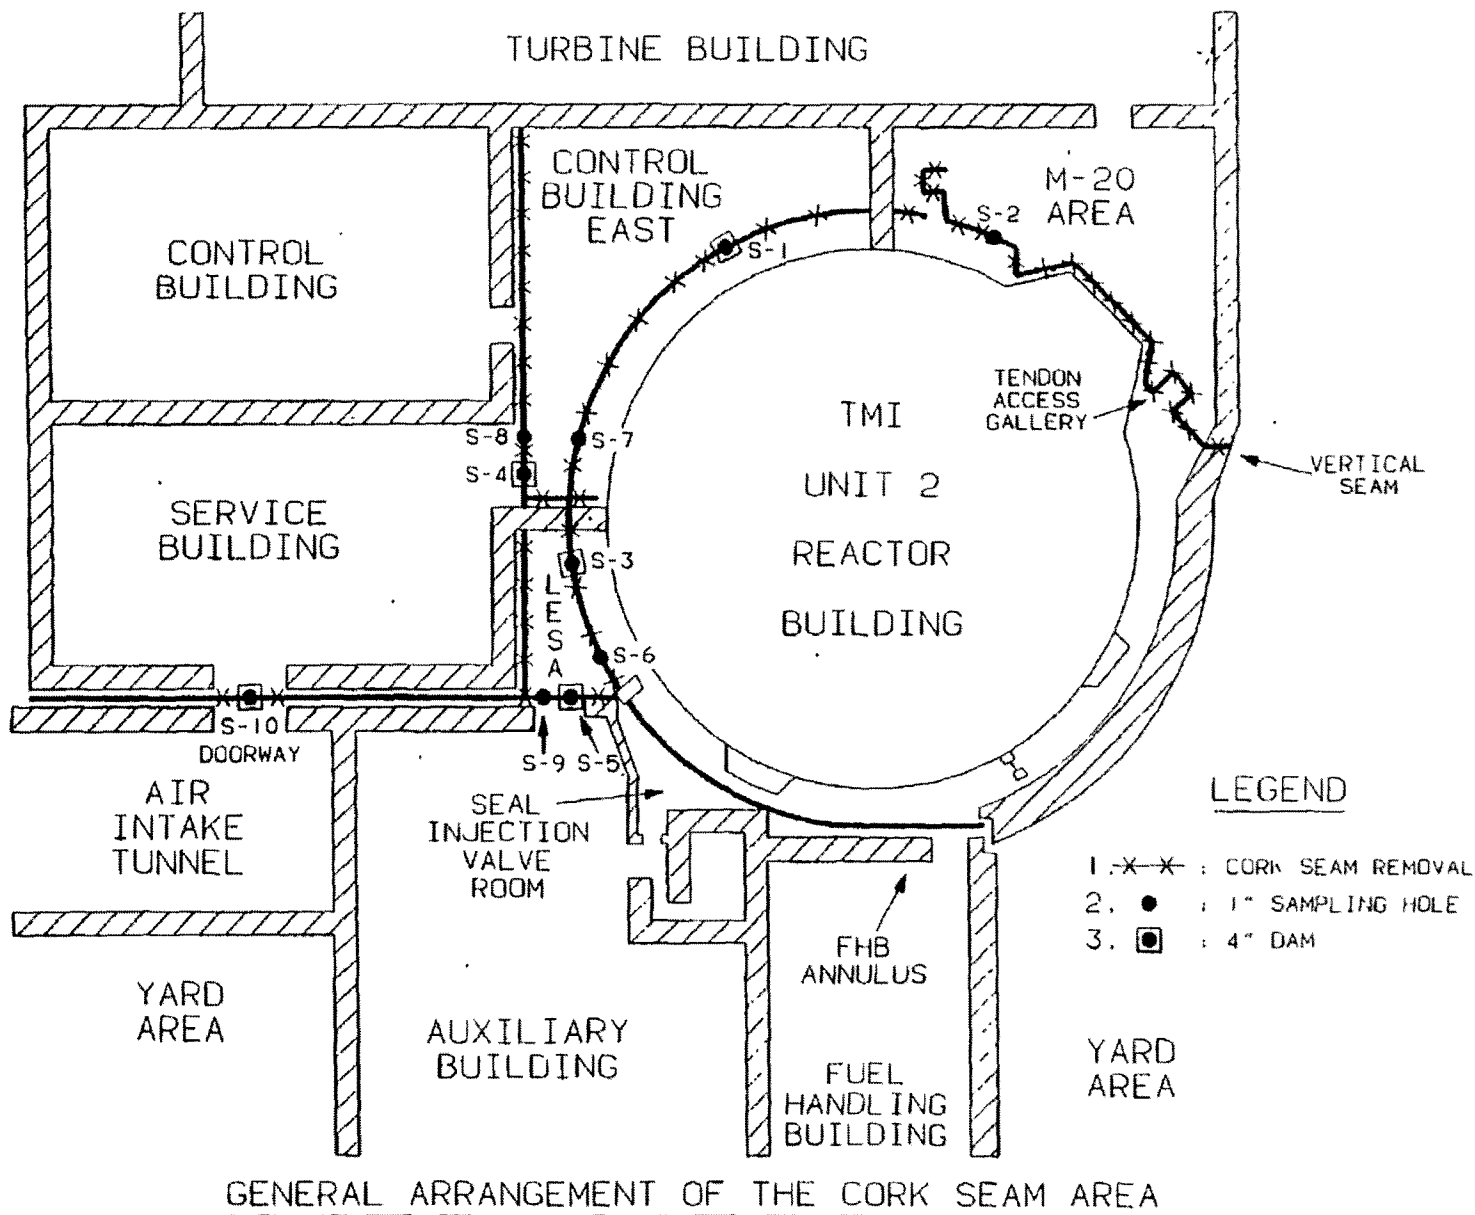 TURBINE BUILDING
CONTROL
BUILDING
EAST
M-20
AREA
S-2
S-1
CONTROL
BUILDING
TENDON
ACCESS
GALLERY
TMI
UNIT 2
REACTOR
BUILDING
S-8
S-7
S-4
VERTICAL
SEAM
SERVICE
BUILDING
S-3
L
E
S
A
S-6
S-10
DOORWAY
S-9
S-5
AIR
INTAKE
TUNNEL
SEAL
INJECTION
VALVE
ROOM
LEGEND
1. : CORK SEAM REMOVAL
2. : 1" SAMPLING HOLE
3. : 4" DAM
FHB
ANNULUS
YARD
AREA
AUXILIARY
BUILDING
FUEL
HANDLING
BUILDING
YARD
AREA
GENERAL ARRANGEMENT OF THE CORK SEAM AREA